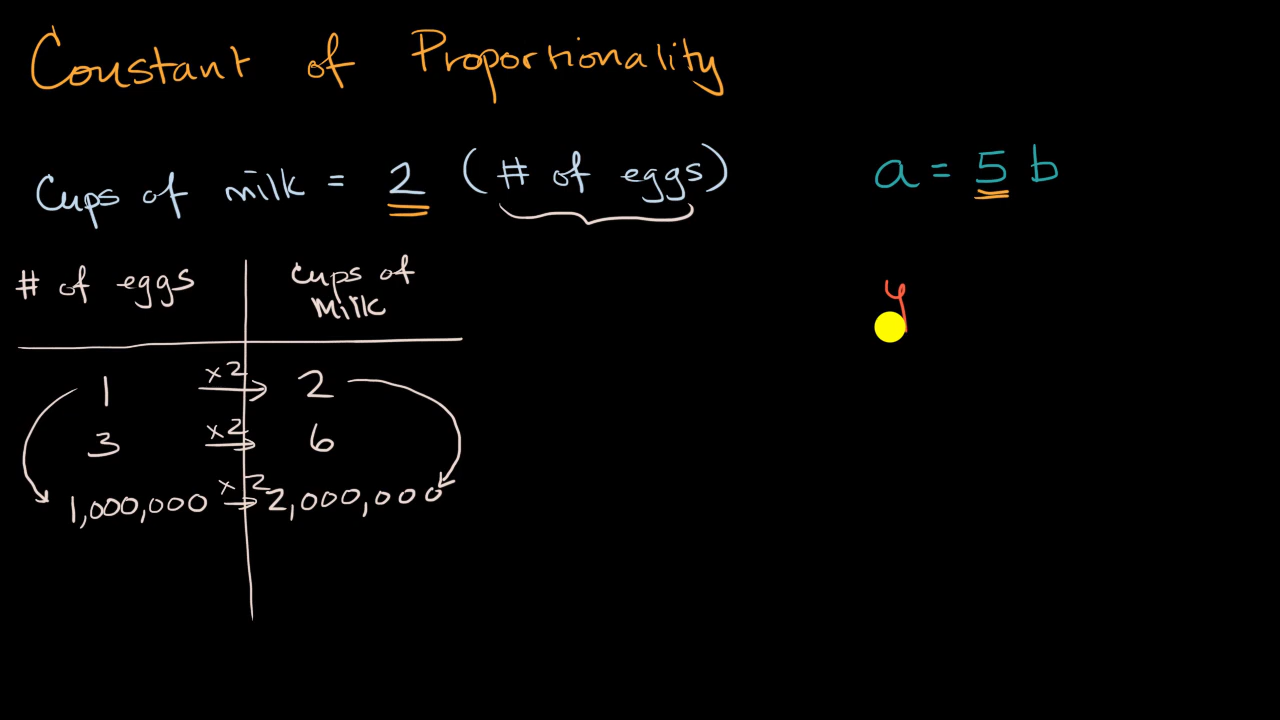 Constant of Proportionality
Cups of milk = 2 (# of eggs)
a = 5 b
# of eggs cups of Milk
y
1 ×2 2
3 ×2 6
1,000,000 ×2 2,000,000